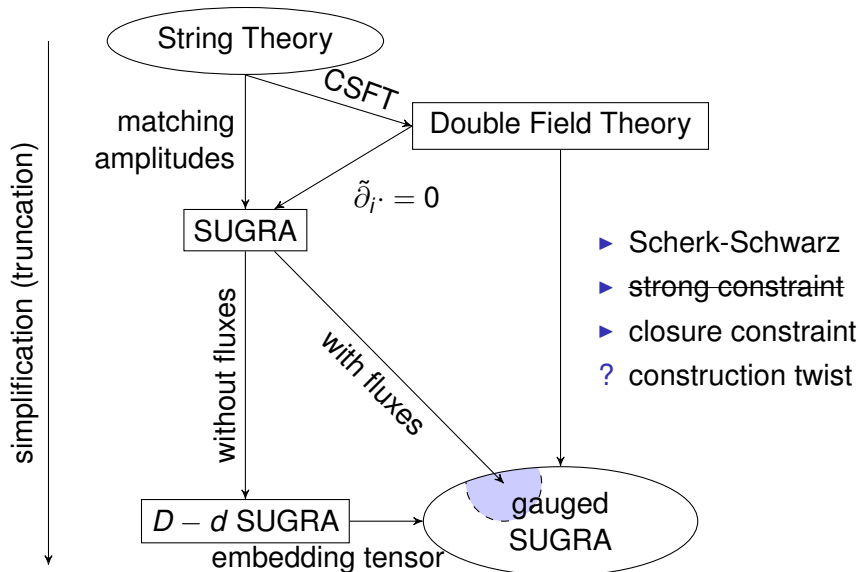 String Theory
CSFT
matching
amplitudes
Double Field Theory
∂̃ᵢ· = 0
SUGRA
simplification (truncation)
without fluxes
with fluxes
▶ Scherk-Schwarz
▶ ~~strong constraint~~
▶ closure constraint
? construction twist
D − d SUGRA
embedding tensor
gauged
SUGRA